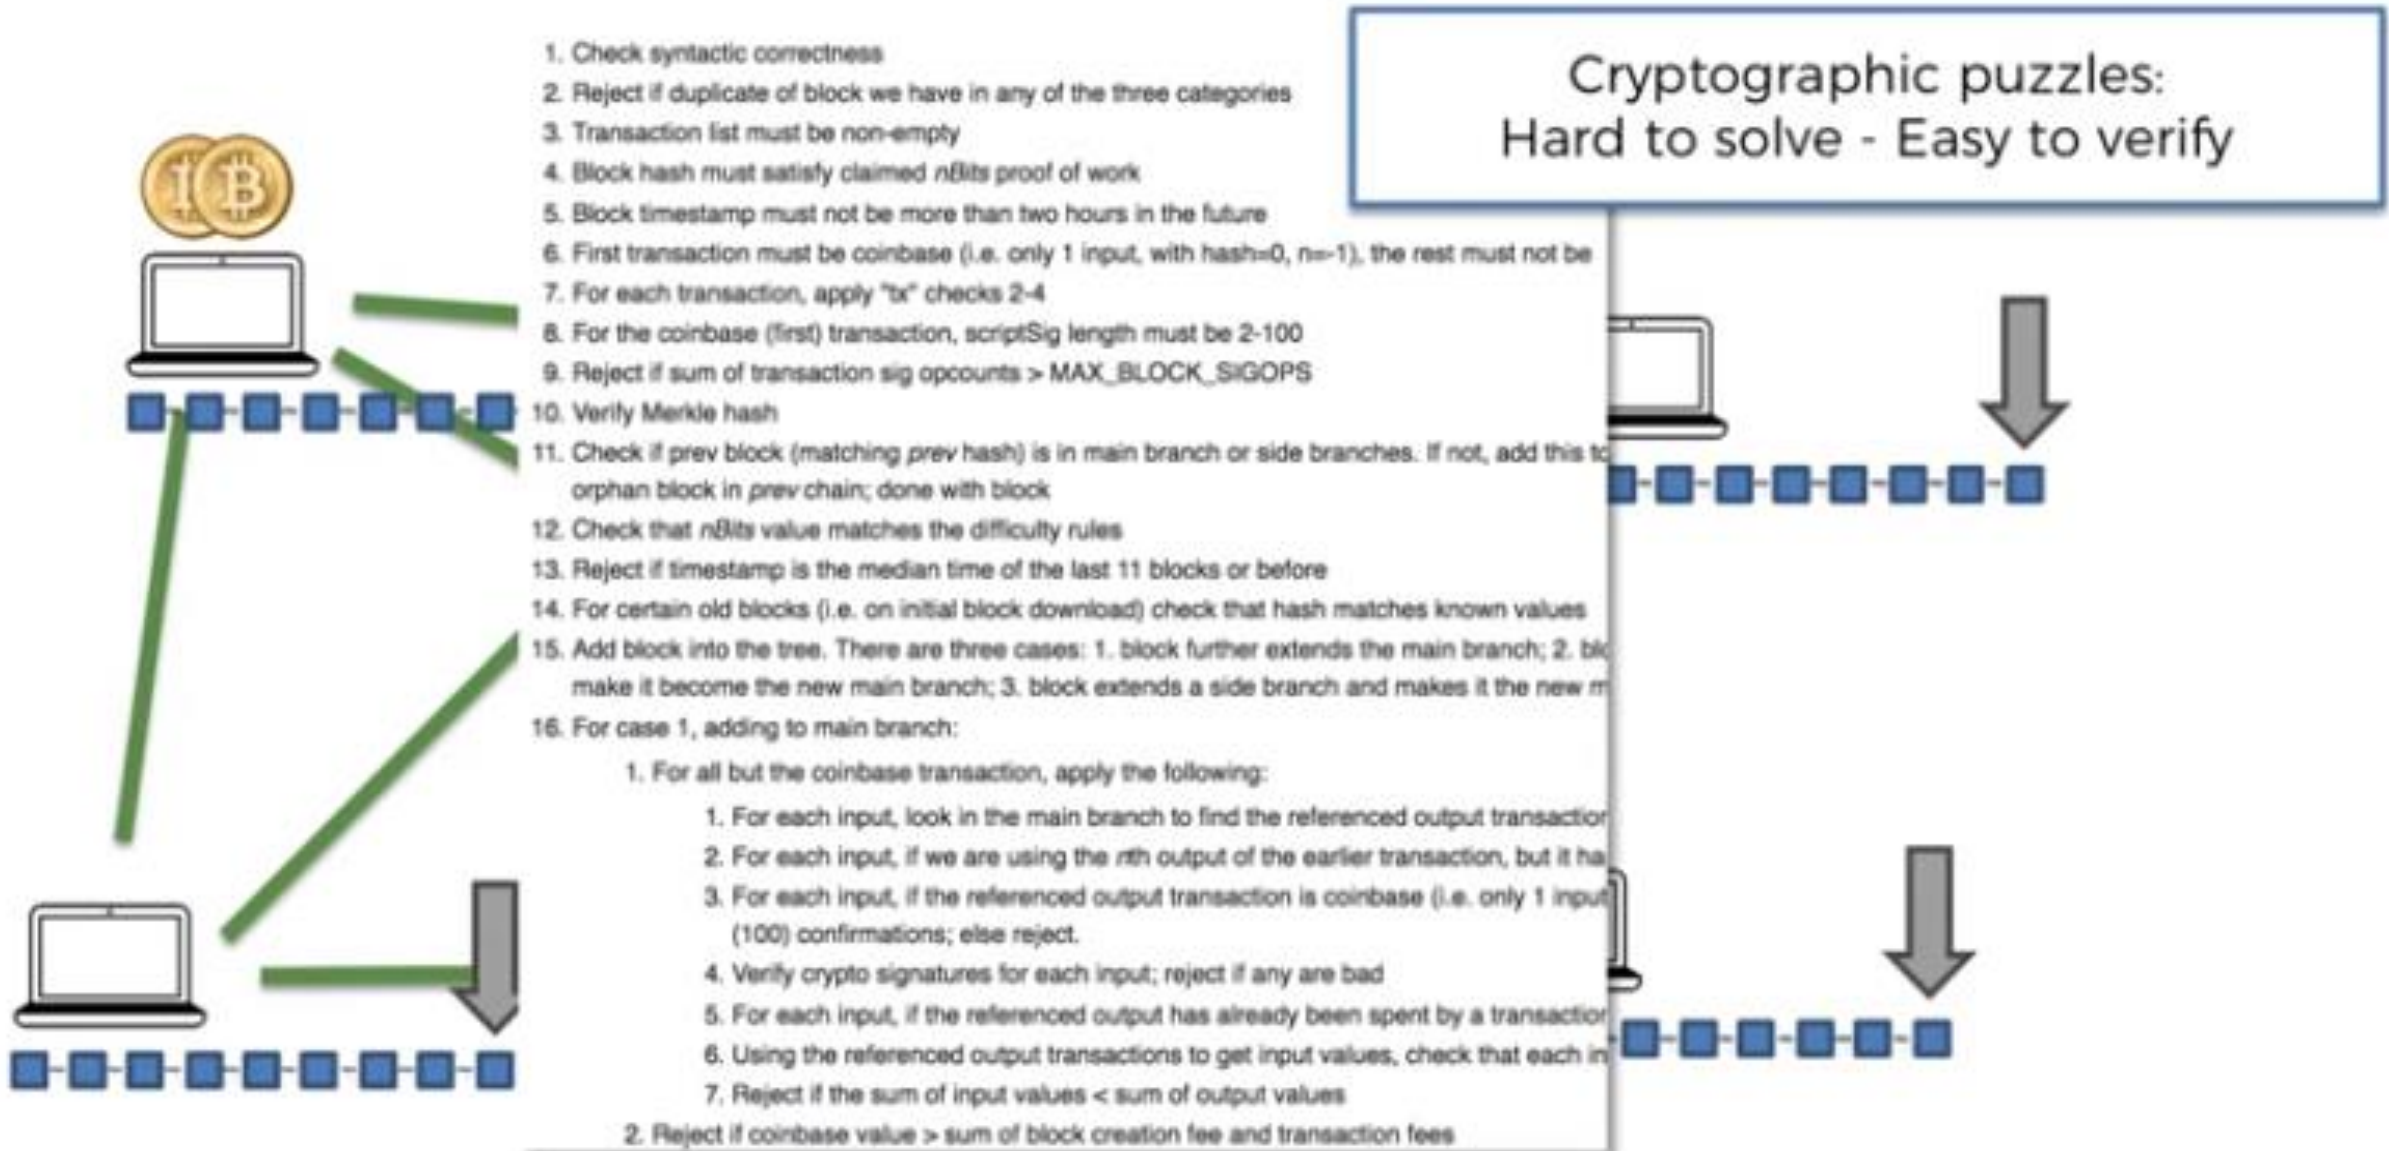 Cryptographic puzzles:
Hard to solve - Easy to verify
1. Check syntactic correctness
2. Reject if duplicate of block we have in any of the three categories
3. Transaction list must be non-empty
4. Block hash must satisfy claimed nBits proof of work
5. Block timestamp must not be more than two hours in the future
6. First transaction must be coinbase (i.e. only 1 input, with hash=0, n=-1), the rest must not be
7. For each transaction, apply "tx" checks 2-4
8. For the coinbase (first) transaction, scriptSig length must be 2-100
9. Reject if sum of transaction sig opcounts > MAX_BLOCK_SIGOPS
10. Verify Merkle hash
11. Check if prev block (matching prev hash) is in main branch or side branches. If not, add this to
orphan block in prev chain; done with block
12. Check that nBits value matches the difficulty rules
13. Reject if timestamp is the median time of the last 11 blocks or before
14. For certain old blocks (i.e. on initial block download) check that hash matches known values
15. Add block into the tree. There are three cases: 1. block further extends the main branch; 2.
make it become the new main branch; 3. block extends a side branch and makes it the new
16. For case 1, adding to main branch:
1. For all but the coinbase transaction, apply the following:
1. For each input, look in the main branch to find the referenced output transaction
2. For each input, if we are using the nth output of the earlier transaction, but it ha
3. For each input, if the referenced output transaction is coinbase (i.e. only 1 input
(100) confirmations; else reject.
4. Verify crypto signatures for each input; reject if any are bad
5. For each input, if the referenced output has already been spent by a transaction
6. Using the referenced output transactions to get input values, check that each in
7. Reject if the sum of input values < sum of output values
2. Reject if coinbase value > sum of block creation fee and transaction fees